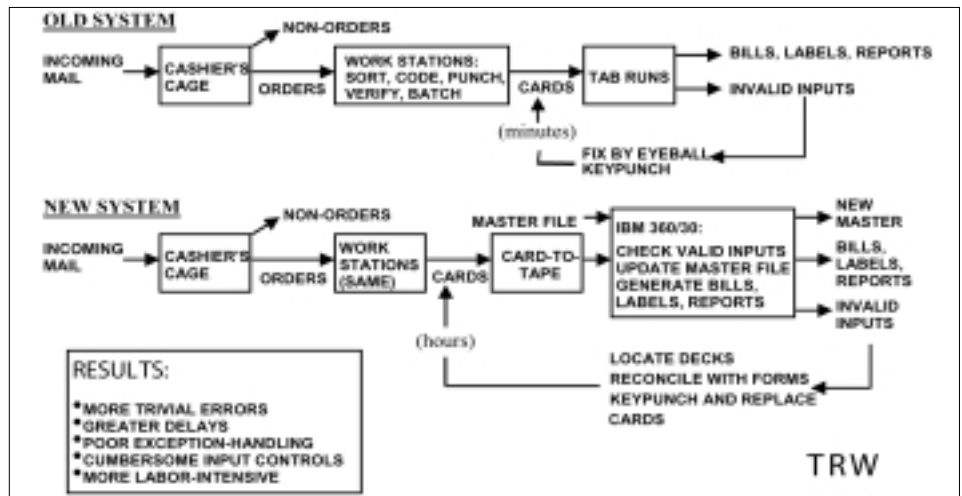 OLD SYSTEM
NON-ORDERS
INCOMING
MAIL
CASHIER'S
CAGE
ORDERS
WORK STATIONS:
SORT, CODE, PUNCH,
VERIFY, BATCH
CARDS
TAB RUNS
BILLS, LABELS, REPORTS
INVALID INPUTS
(minutes)
FIX BY EYEBALL
KEYPUNCH
NEW SYSTEM
NON-ORDERS
INCOMING
MAIL
CASHIER'S
CAGE
ORDERS
WORK
STATIONS
(SAME)
CARDS
MASTER FILE
CARD-TO-
TAPE
IBM 360/30:
CHECK VALID INPUTS
UPDATE MASTER FILE
GENERATE BILLS,
LABELS, REPORTS
NEW
MASTER
BILLS,
LABELS,
REPORTS
INVALID
INPUTS
(hours)
LOCATE DECKS
RECONCILE WITH FORMS
KEYPUNCH AND REPLACE
CARDS
RESULTS:
•MORE TRIVIAL ERRORS
•GREATER DELAYS
•POOR EXCEPTION-HANDLING
•CUMBERSOME INPUT CONTROLS
•MORE LABOR-INTENSIVE
TRW